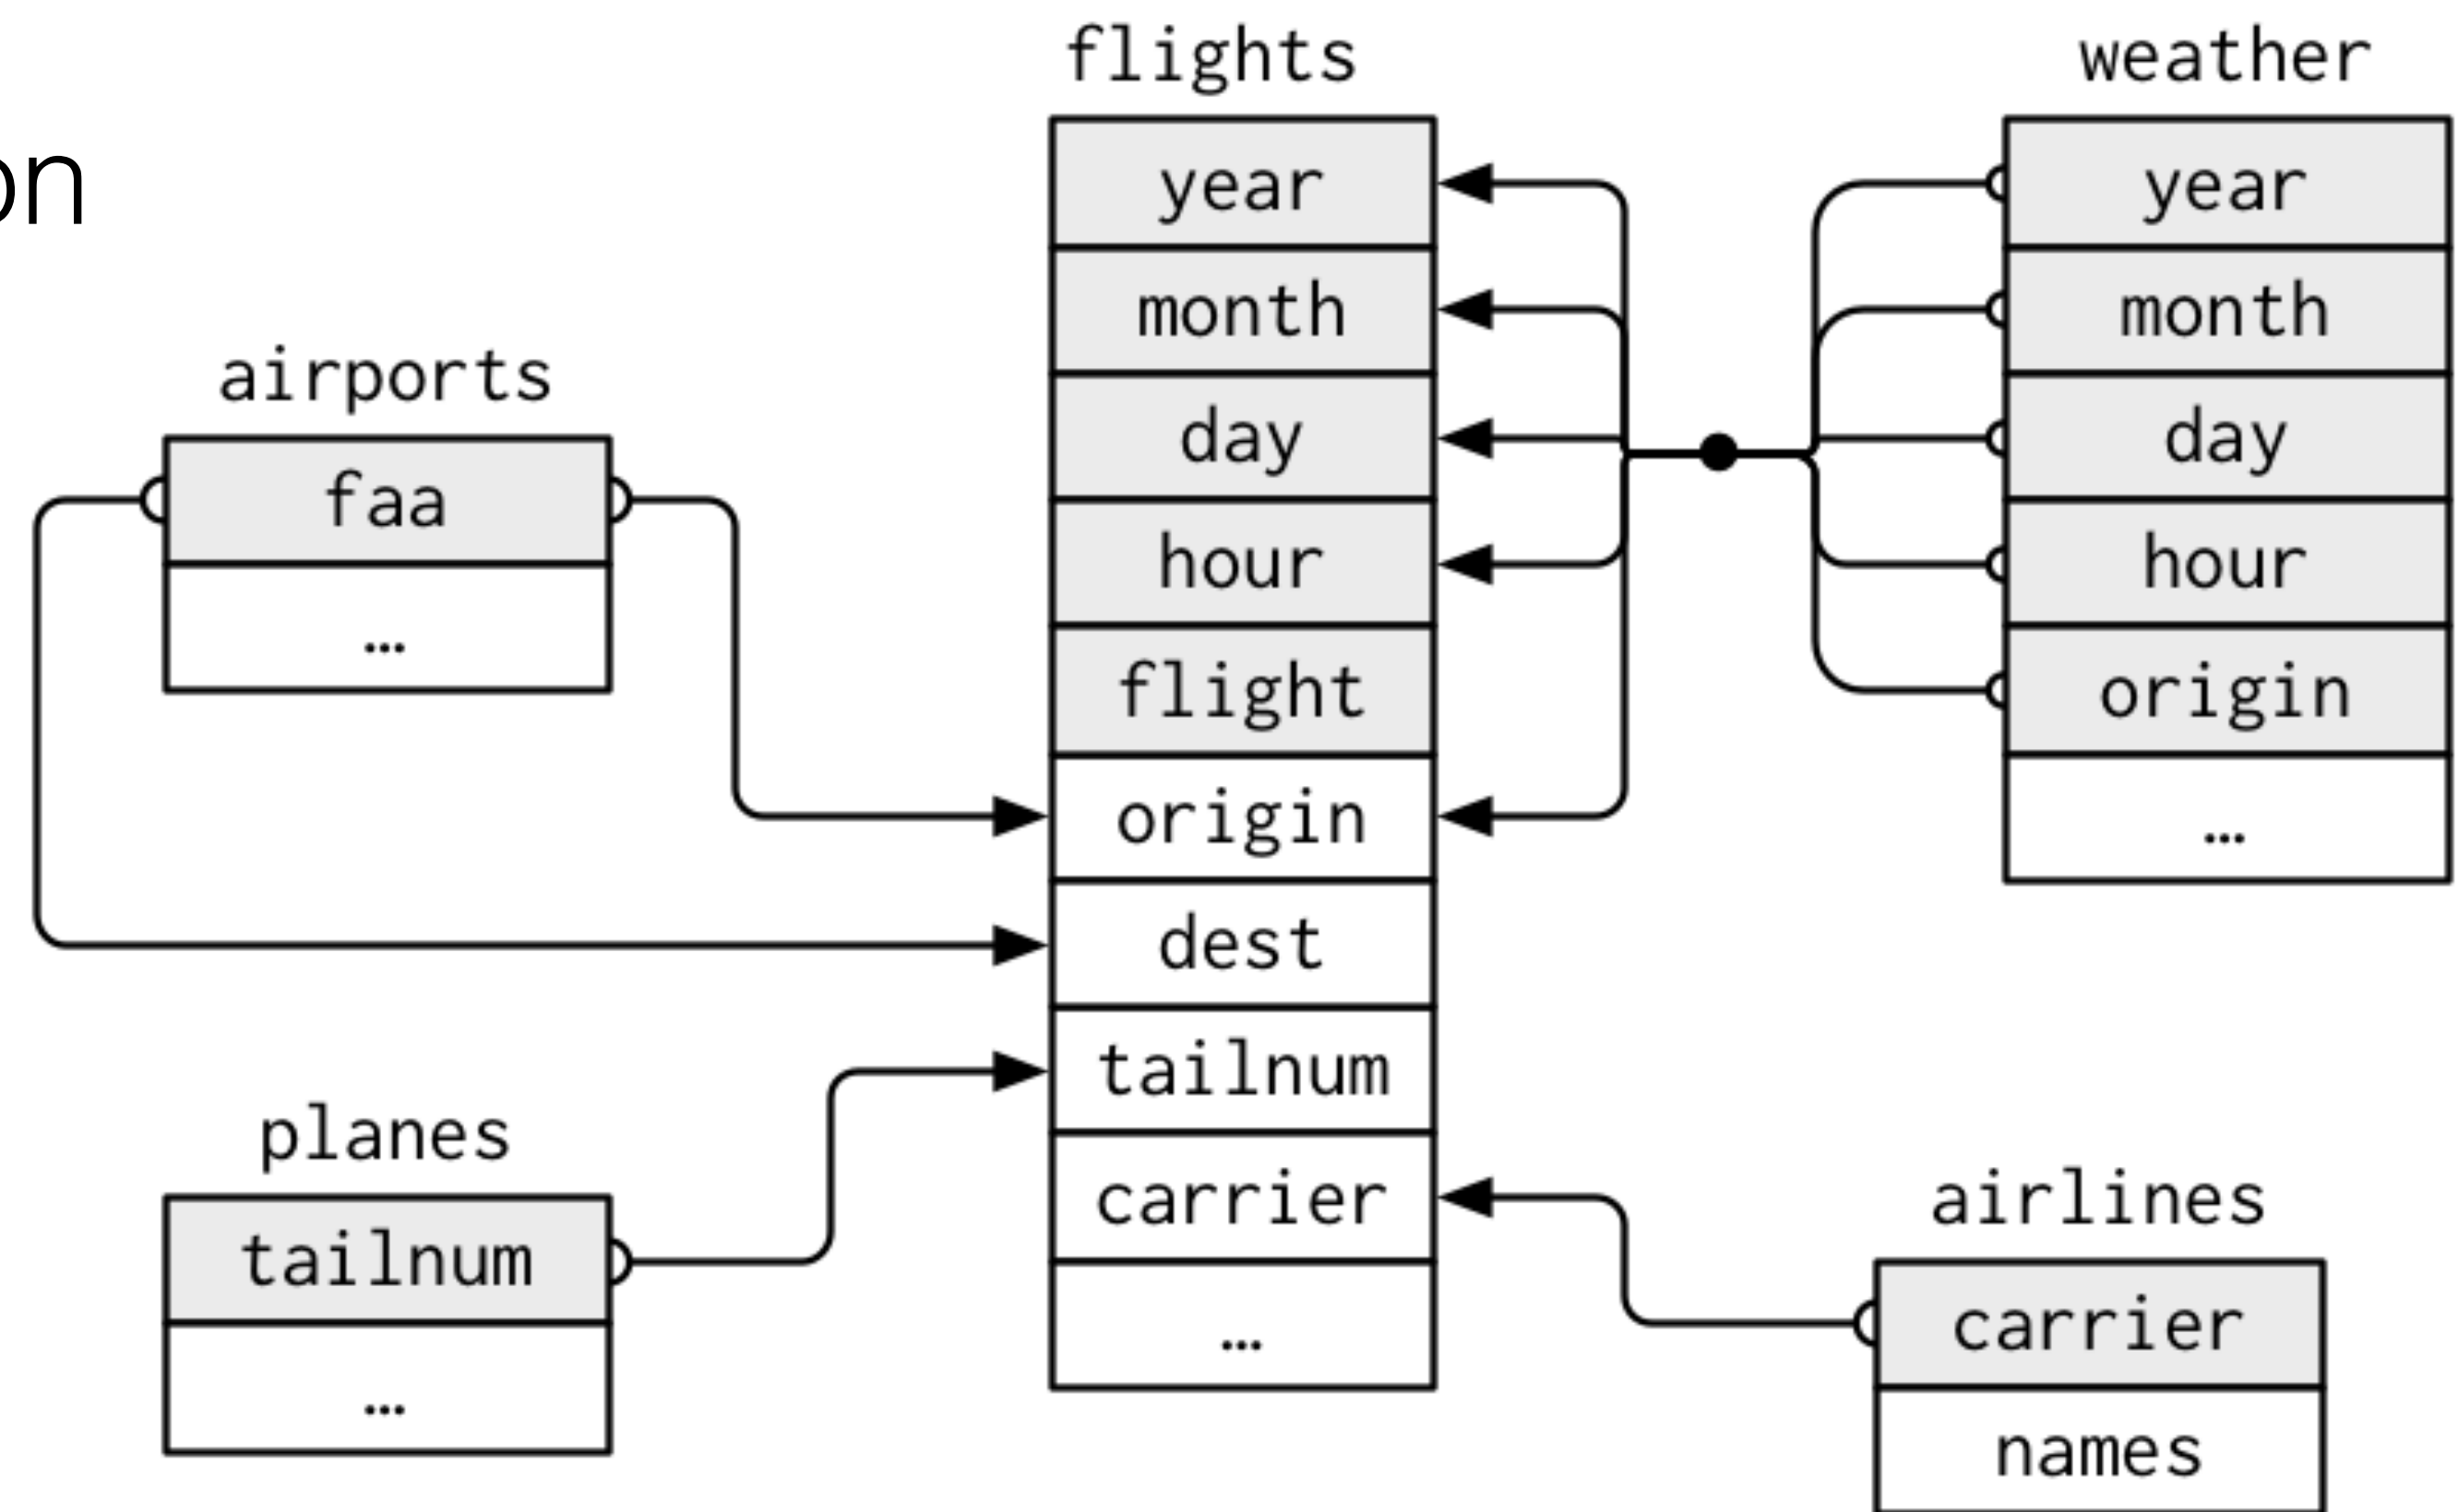 on
flights
year
month
day
hour
flight
origin
dest
tailnum
carrier
…
weather
year
month
day
hour
origin
…
airports
faa
…
planes
tailnum
…
airlines
carrier
names